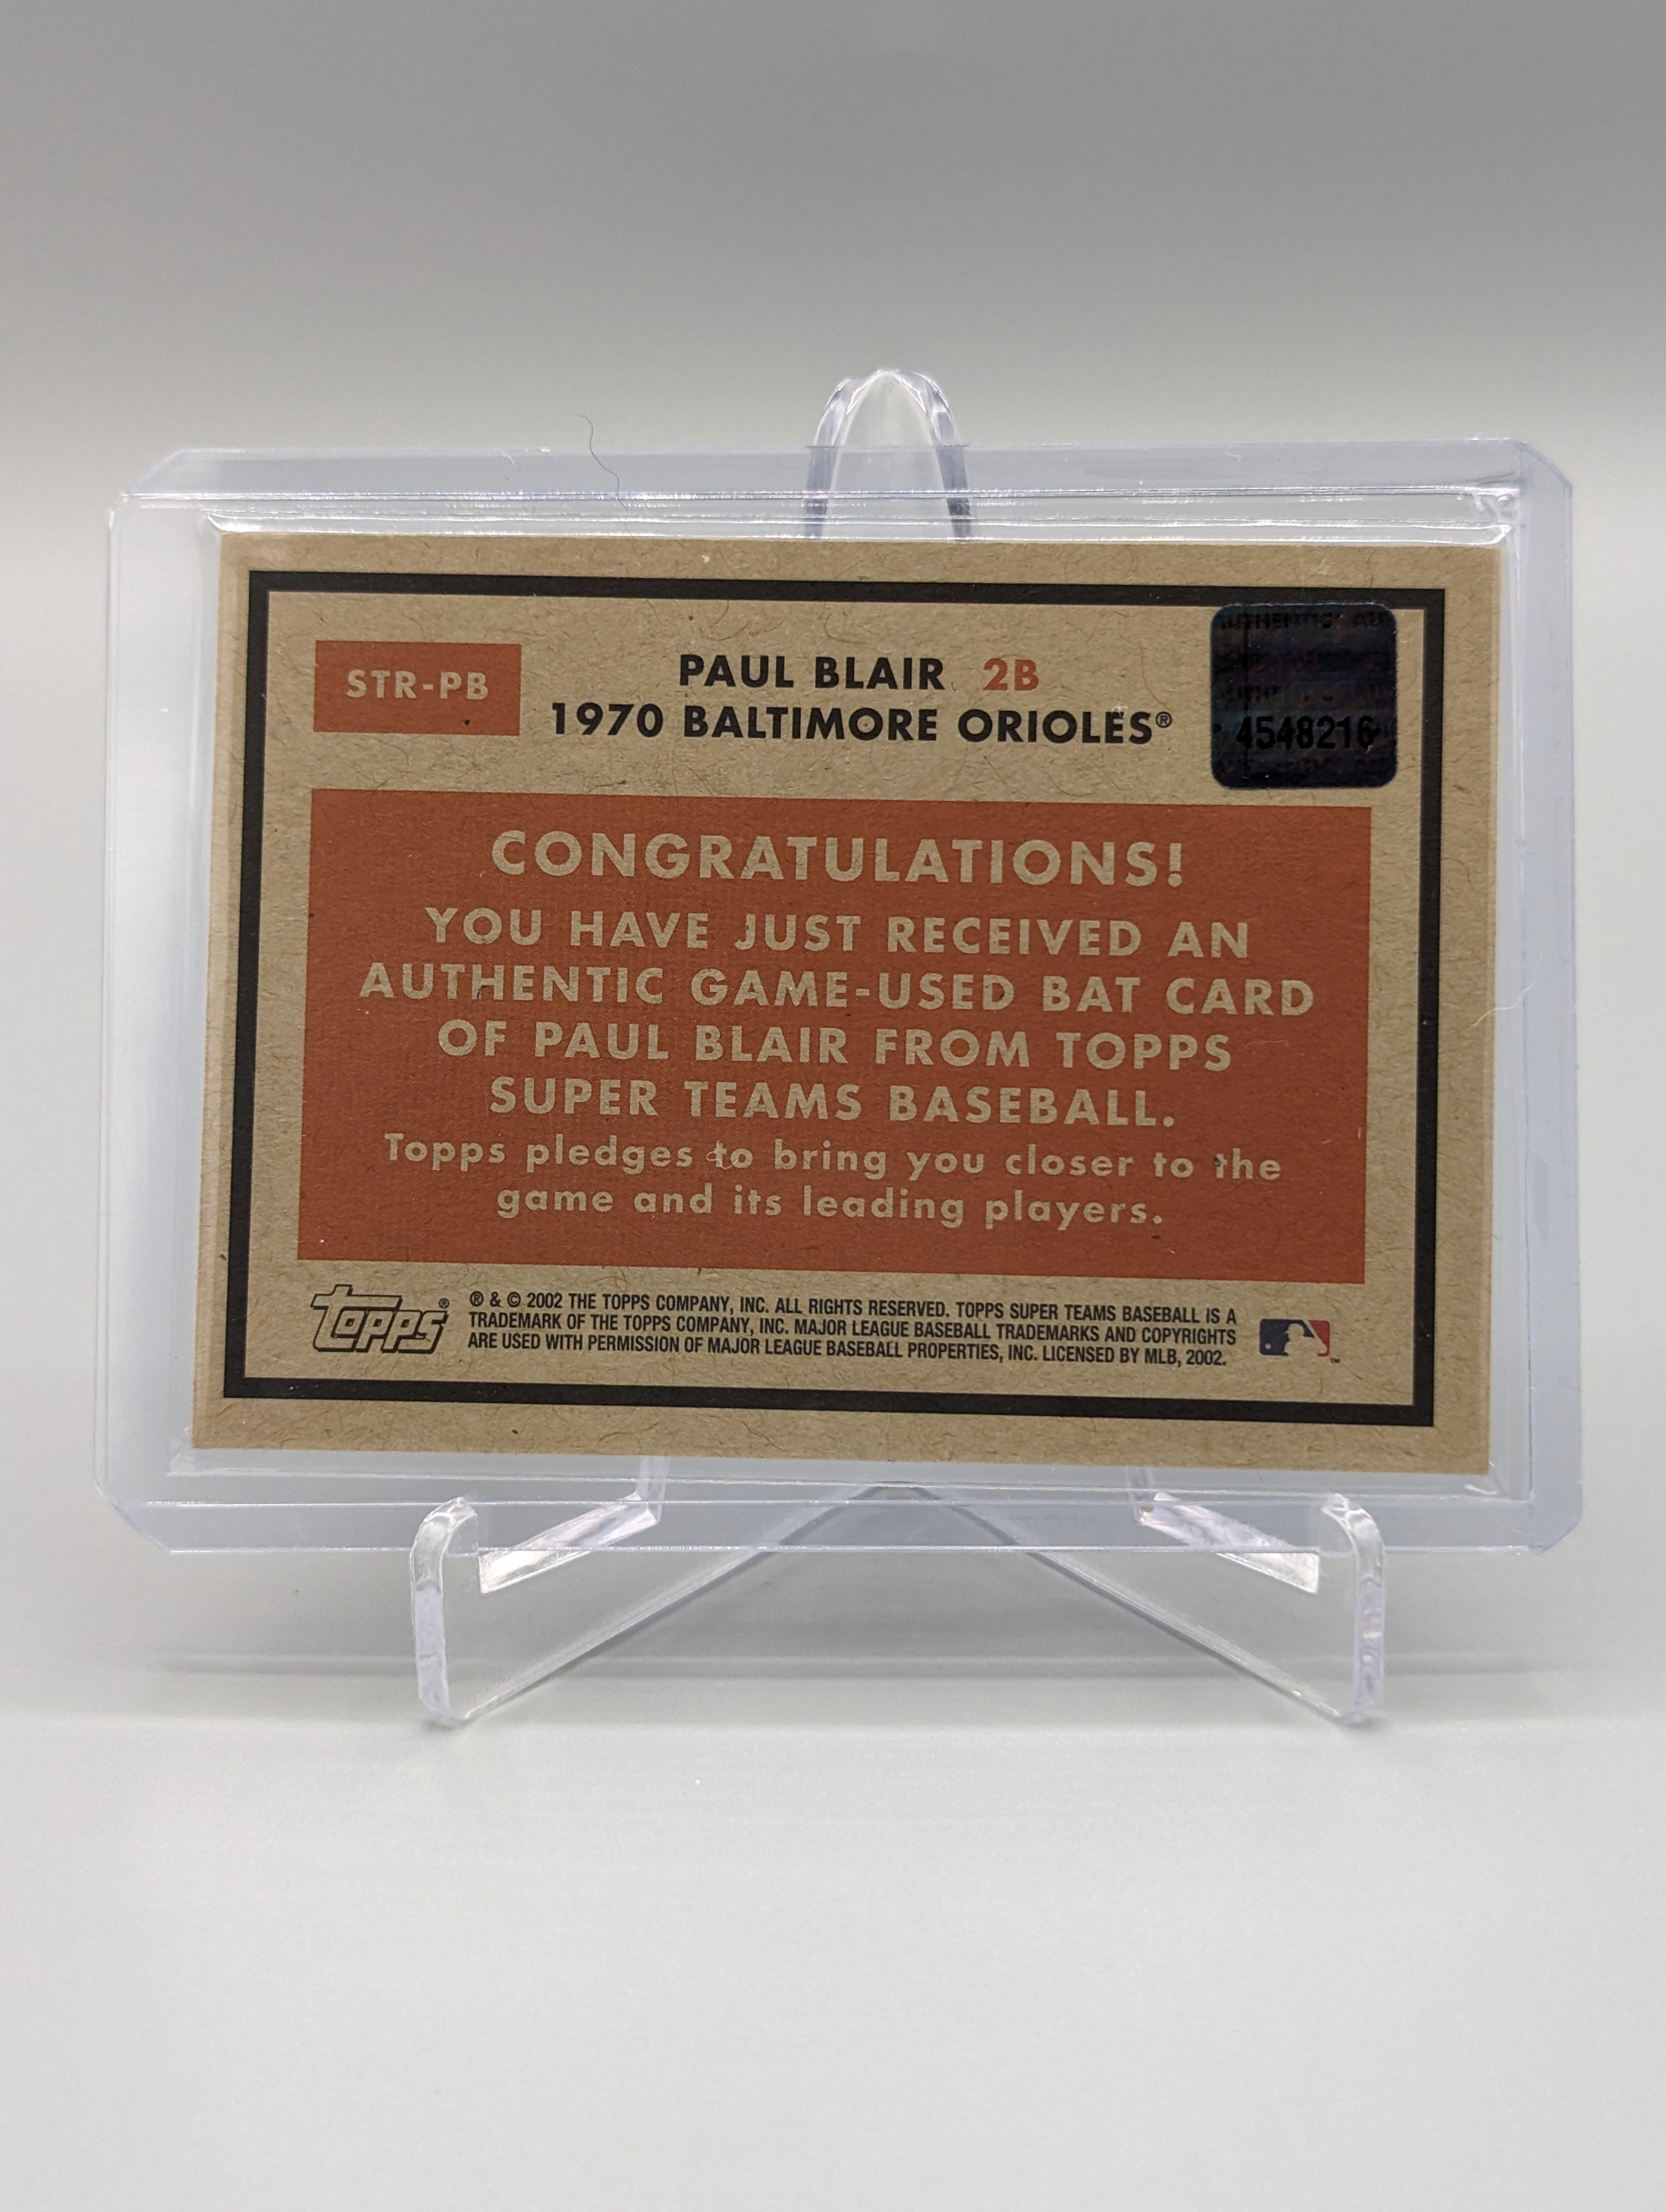 STR-PB
PAUL BLAIR 2B
1970 BALTIMORE ORIOLES®
4548216
CONGRATULATIONS!
YOU HAVE JUST RECEIVED AN
AUTHENTIC GAME-USED BAT CARD
OF PAUL BLAIR FROM TOPPS
SUPER TEAMS BASEBALL.
Topps pledges to bring you closer to the
game and its leading players.
Topps®
® & © 2002 THE TOPPS COMPANY, INC. ALL RIGHTS RESERVED. TOPPS SUPER TEAMS BASEBALL IS A
TRADEMARK OF THE TOPPS COMPANY, INC. MAJOR LEAGUE BASEBALL TRADEMARKS AND COPYRIGHTS
ARE USED WITH PERMISSION OF MAJOR LEAGUE BASEBALL PROPERTIES, INC. LICENSED BY MLB, 2002.
TM